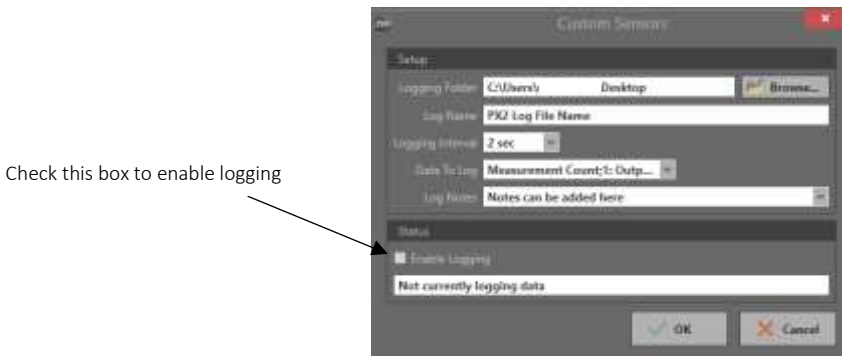 Custom Sensors
Setup
Logging Folder C:\Users\ Desktop Browse...
Log Name PX2 Log File Name
Logging Interval 2 sec
Data To Log Measurement Count;1: Outp...
Log Notes Notes can be added here
Check this box to enable logging
Status
Enable Logging
Not currently logging data
OK Cancel